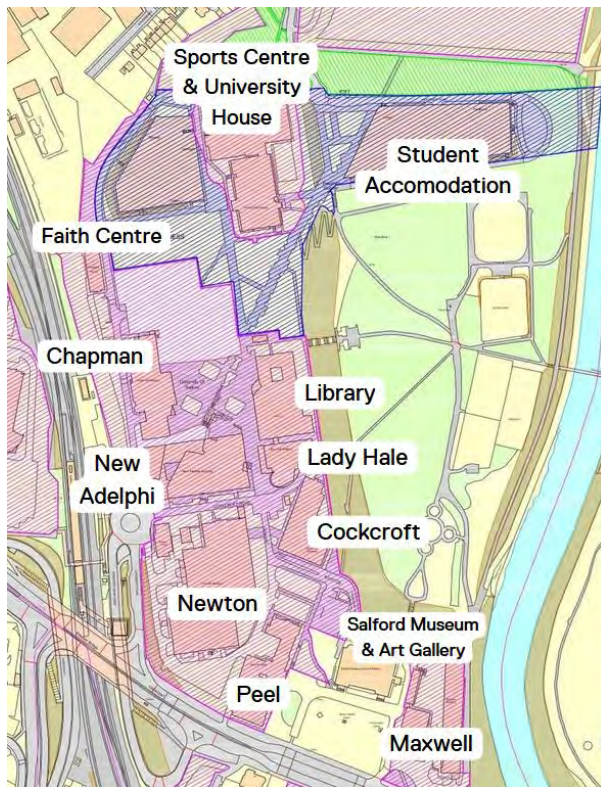 Sports Centre
& University
House
Student
Accomodation
Faith Centre
Chapman
Library
New
Adelphi
Lady Hale
Cockcroft
Newton
Salford Museum
& Art Gallery
Peel
Maxwell